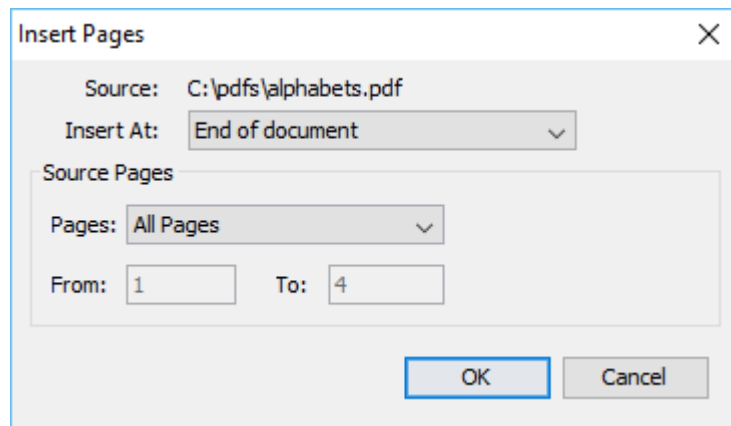 Insert Pages
Source: C:\pdfs\alphabets.pdf
Insert At: End of document
Source Pages
Pages: All Pages
From: 1 To: 4
OK Cancel